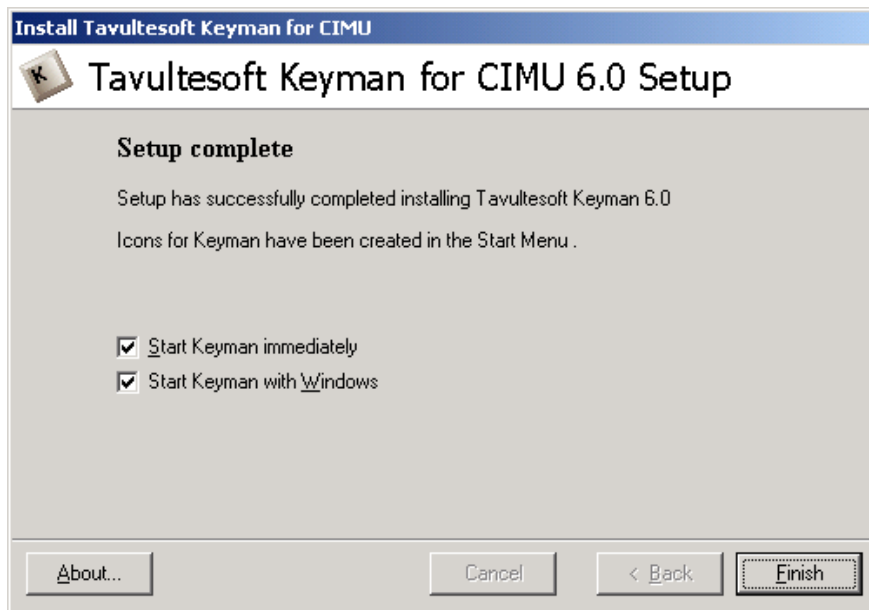 Install Tavultesoft Keyman for CIMU
K
Tavultesoft Keyman for CIMU 6.0 Setup
Setup complete
Setup has successfully completed installing Tavultesoft Keyman 6.0
Icons for Keyman have been created in the Start Menu .
Start Keyman immediately
Start Keyman with Windows
About... Cancel < Back Finish